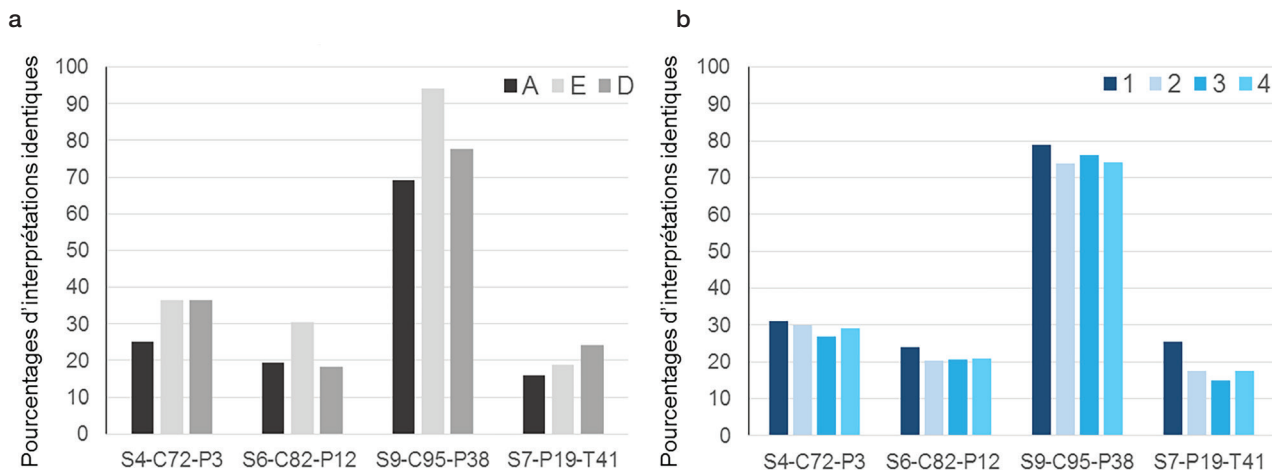 a
Pourcentages d'interprétations identiques
100
90
80
70
60
50
40
30
20
10
0
A E D
S4-C72-P3 S6-C82-P12 S9-C95-P38 S7-P19-T41
b
Pourcentages d'interprétations identiques
100
90
80
70
60
50
40
30
20
10
0
1 2 3 4
S4-C72-P3 S6-C82-P12 S9-C95-P38 S7-P19-T41